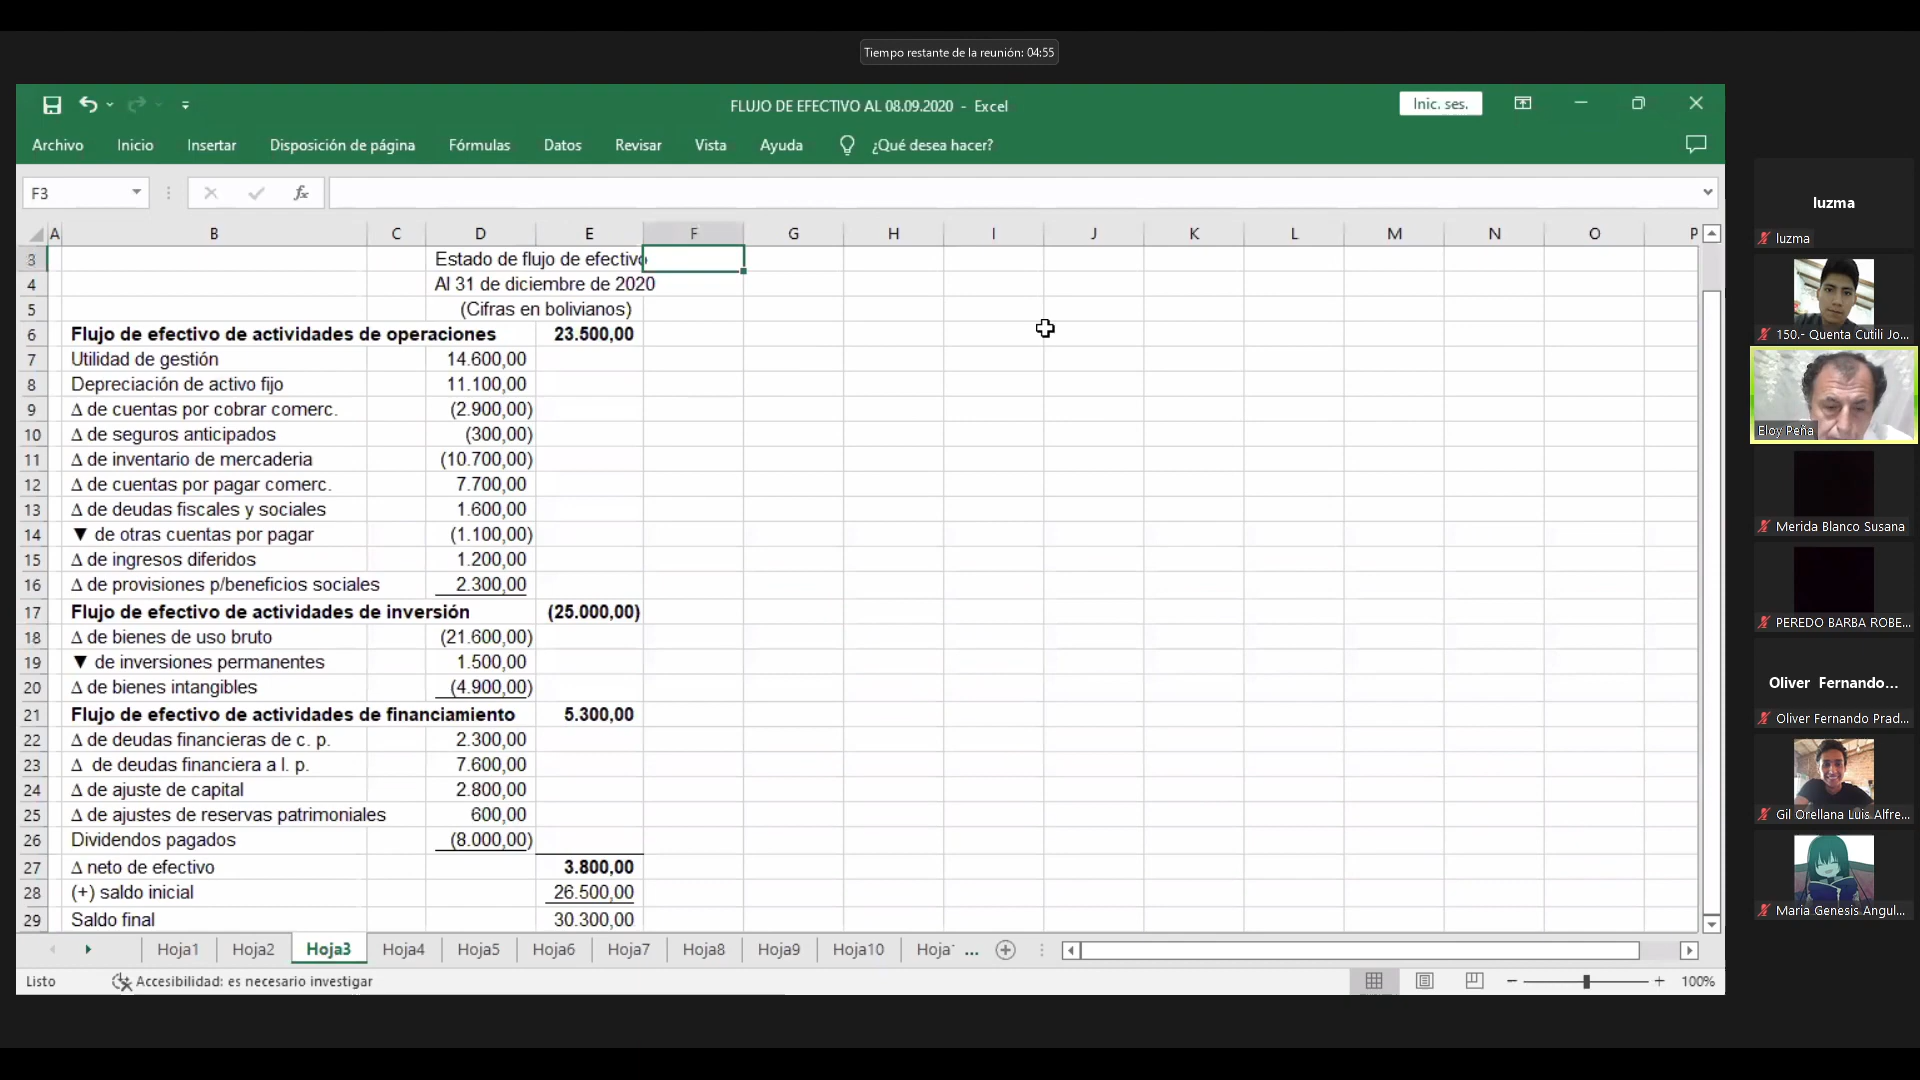 Tiempo restante de la reunión: 04:55
FLUJO DE EFECTIVO AL 08.09.2020 - Excel
Inic. ses.
Archivo Inicio Insertar Disposición de página Fórmulas Datos Revisar Vista Ayuda ¿Qué desea hacer?
F3 fx
A B C D E F G H I J K L M N O P
3 Estado de flujo de efectivo
4 Al 31 de diciembre de 2020
5 (Cifras en bolivianos)
6 Flujo de efectivo de actividades de operaciones 23.500,00
7 Utilidad de gestión 14.600,00
8 Depreciación de activo fijo 11.100,00
9 Δ de cuentas por cobrar comerc. (2.900,00)
10 Δ de seguros anticipados (300,00)
11 Δ de inventario de mercaderia (10.700,00)
12 Δ de cuentas por pagar comerc. 7.700,00
13 Δ de deudas fiscales y sociales 1.600,00
14 ▼ de otras cuentas por pagar (1.100,00)
15 Δ de ingresos diferidos 1.200,00
16 Δ de provisiones p/beneficios sociales 2.300,00
17 Flujo de efectivo de actividades de inversión (25.000,00)
18 Δ de bienes de uso bruto (21.600,00)
19 ▼ de inversiones permanentes 1.500,00
20 Δ de bienes intangibles (4.900,00)
21 Flujo de efectivo de actividades de financiamiento 5.300,00
22 Δ de deudas financieras de c. p. 2.300,00
23 Δ de deudas financiera a l. p. 7.600,00
24 Δ de ajuste de capital 2.800,00
25 Δ de ajustes de reservas patrimoniales 600,00
26 Dividendos pagados (8.000,00)
27 Δ neto de efectivo 3.800,00
28 (+) saldo inicial 26.500,00
29 Saldo final 30.300,00
Hoja1 Hoja2 Hoja3 Hoja4 Hoja5 Hoja6 Hoja7 Hoja8 Hoja9 Hoja10 Hoja ...
Listo Accesibilidad: es necesario investigar 100%
luzma
luzma
150.- Quenta Cutili Jo...
Eloy Peña
Merida Blanco Susana
PEREDO BARBA ROBE...
Oliver Fernando...
Oliver Fernando Prad...
Gil Orellana Luis Alfre...
Maria Genesis Angul...